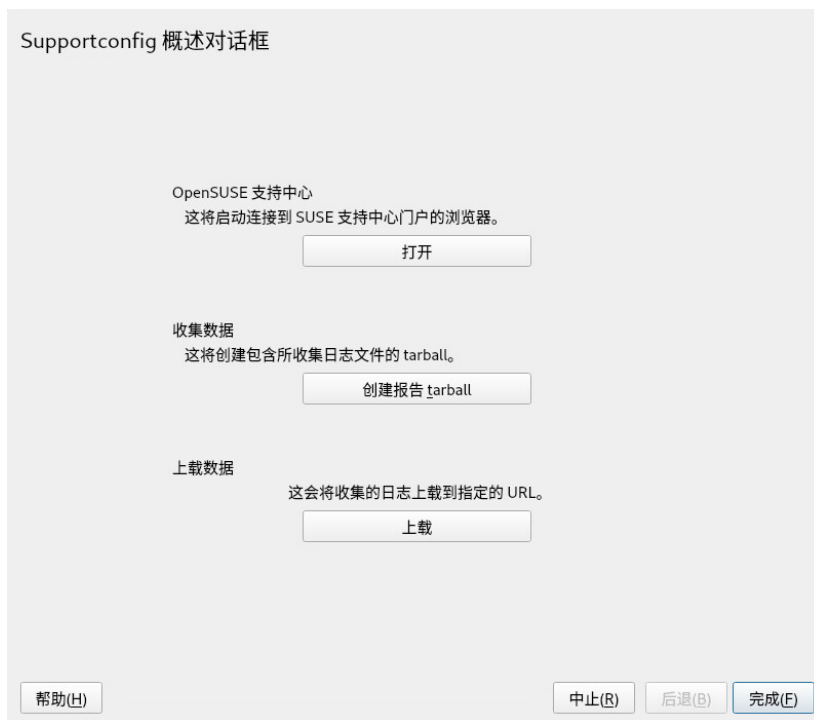 Supportconfig 概述对话框
OpenSUSE 支持中心
这将启动连接到 SUSE 支持中心门户的浏览器。
打开
收集数据
这将创建包含所收集日志文件的 tarball。
创建报告 tarball
上载数据
这会将收集的日志上载到指定的 URL。
上载
帮助(H) 中止(R) 后退(B) 完成(F)